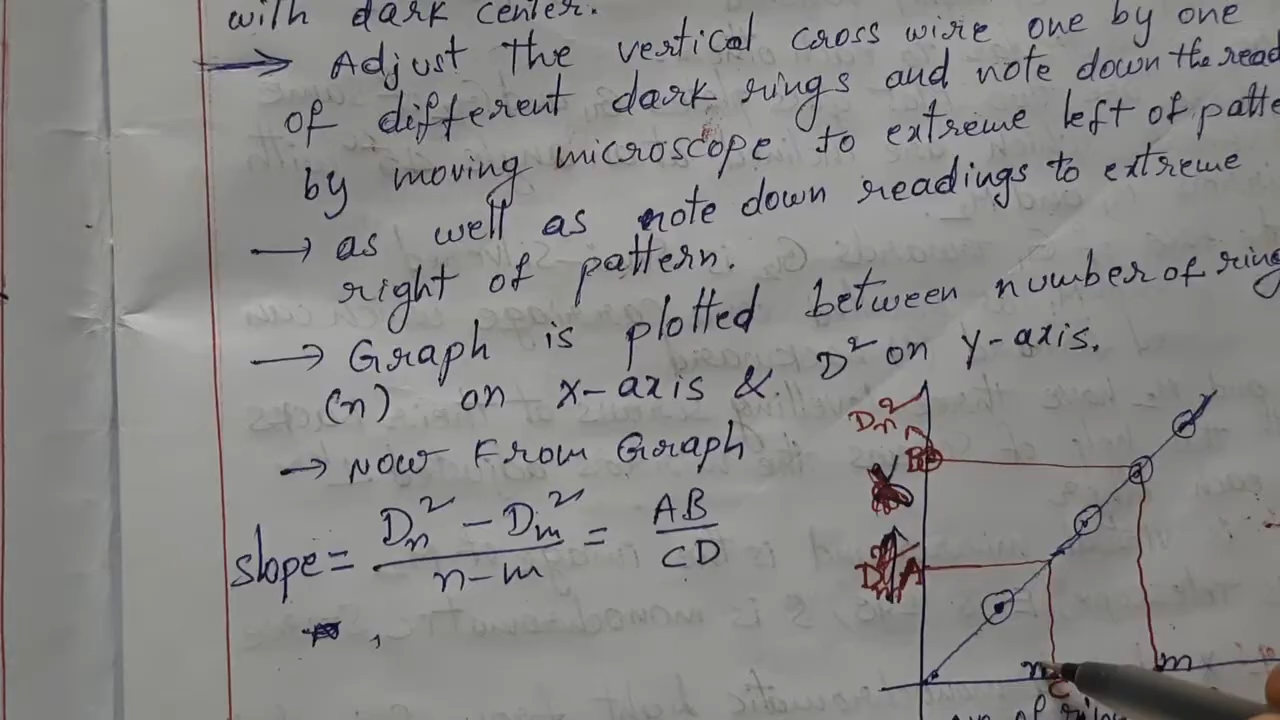 with dark center.
→ Adjust the vertical cross wire one by one
of different dark rings and note down the read
by moving microscope to extreme left of patte
→ as well as note down readings to extreme
right of pattern.
→ Graph is plotted between number of ring
(n) on x-axis & D² on y-axis.
→ Now From Graph
slope = Dn² - Dm² / n-m = AB / CD
Dn²
B
A
n
m
C